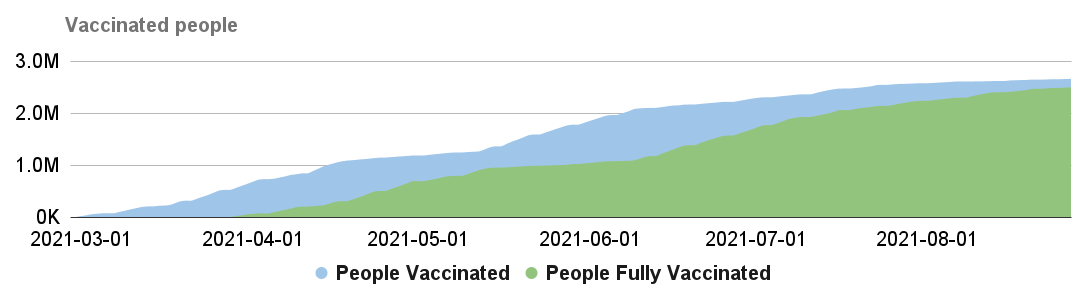 Vaccinated people
3.0M
2.0M
1.0M
0K
2021-03-01 2021-04-01 2021-05-01 2021-06-01 2021-07-01 2021-08-01
People Vaccinated People Fully Vaccinated